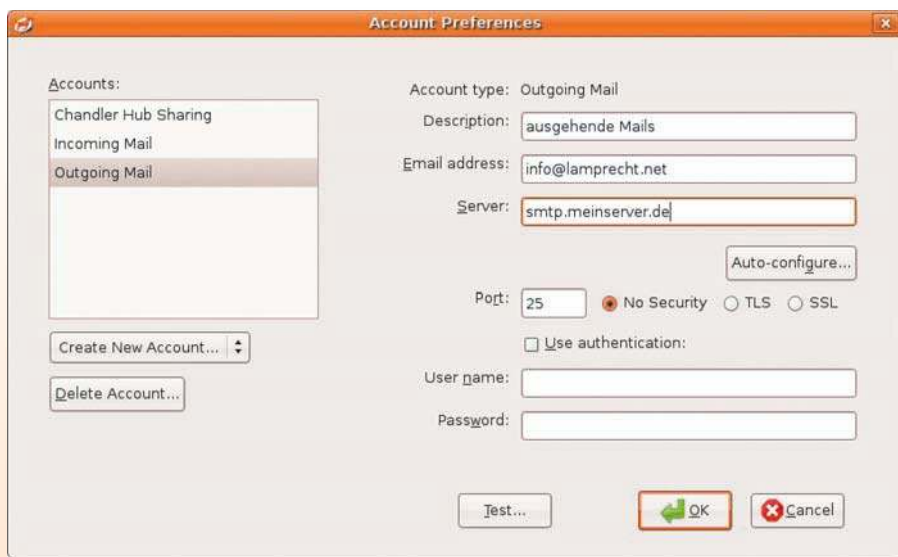 Account Preferences
Accounts:
Chandler Hub Sharing
Incoming Mail
Outgoing Mail
Create New Account...
Delete Account...
Account type: Outgoing Mail
Description: ausgehende Mails
Email address: info@lamprecht.net
Server: smtp.meinserver.de
Auto-configure...
Port: 25 No Security TLS SSL
Use authentication:
User name:
Password:
Test... OK Cancel